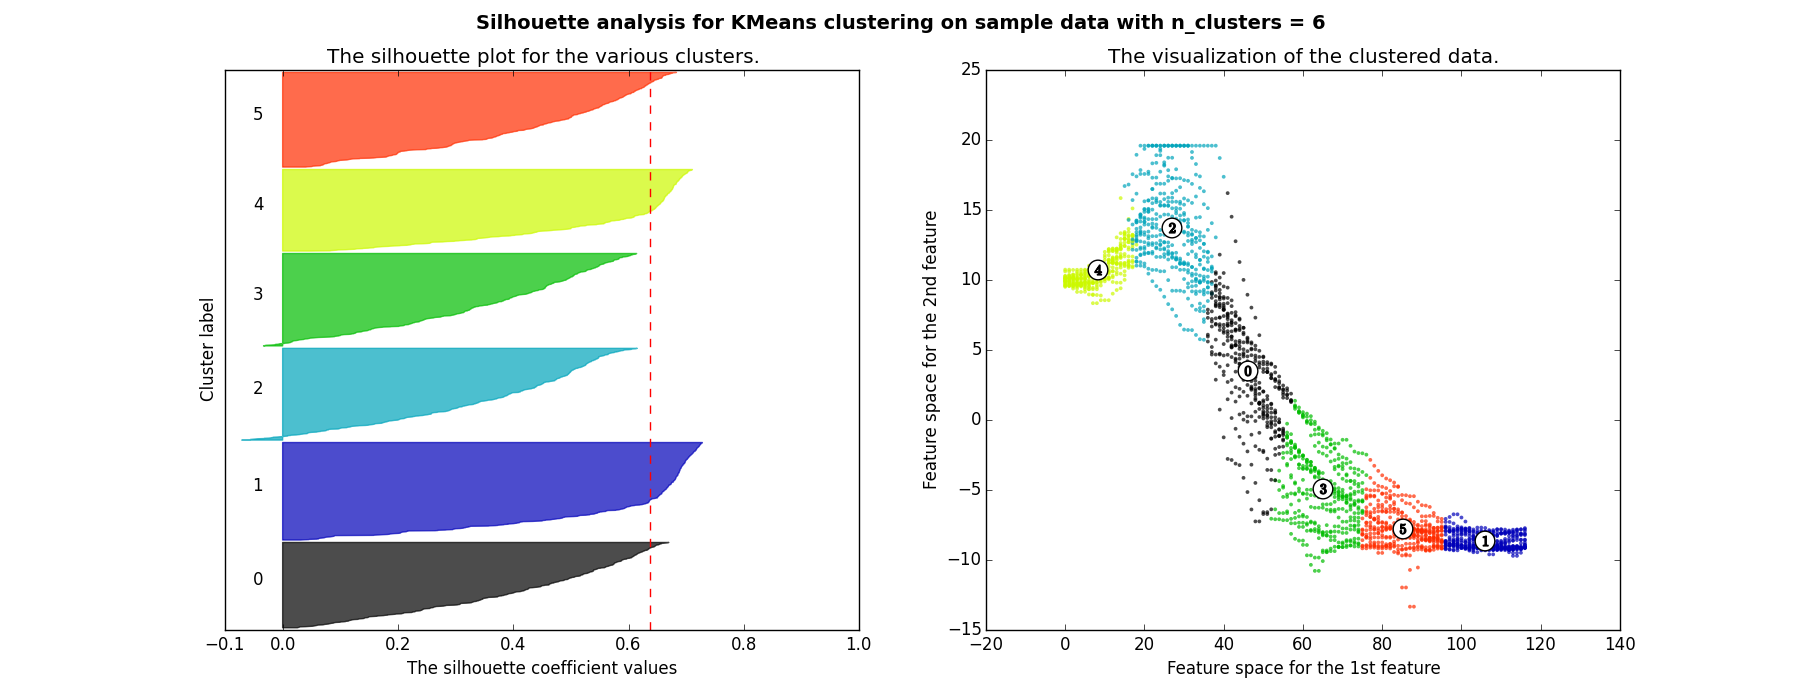 Silhouette analysis for KMeans clustering on sample data with n_clusters = 6
The silhouette plot for the various clusters.
5
4
3
2
1
0
Cluster label
−0.1 0.0 0.2 0.4 0.6 0.8 1.0
The silhouette coefficient values
The visualization of the clustered data.
25
20
15
10
5
0
−5
−10
−15
Feature space for the 2nd feature
4
2
0
3
5
1
−20 0 20 40 60 80 100 120 140
Feature space for the 1st feature